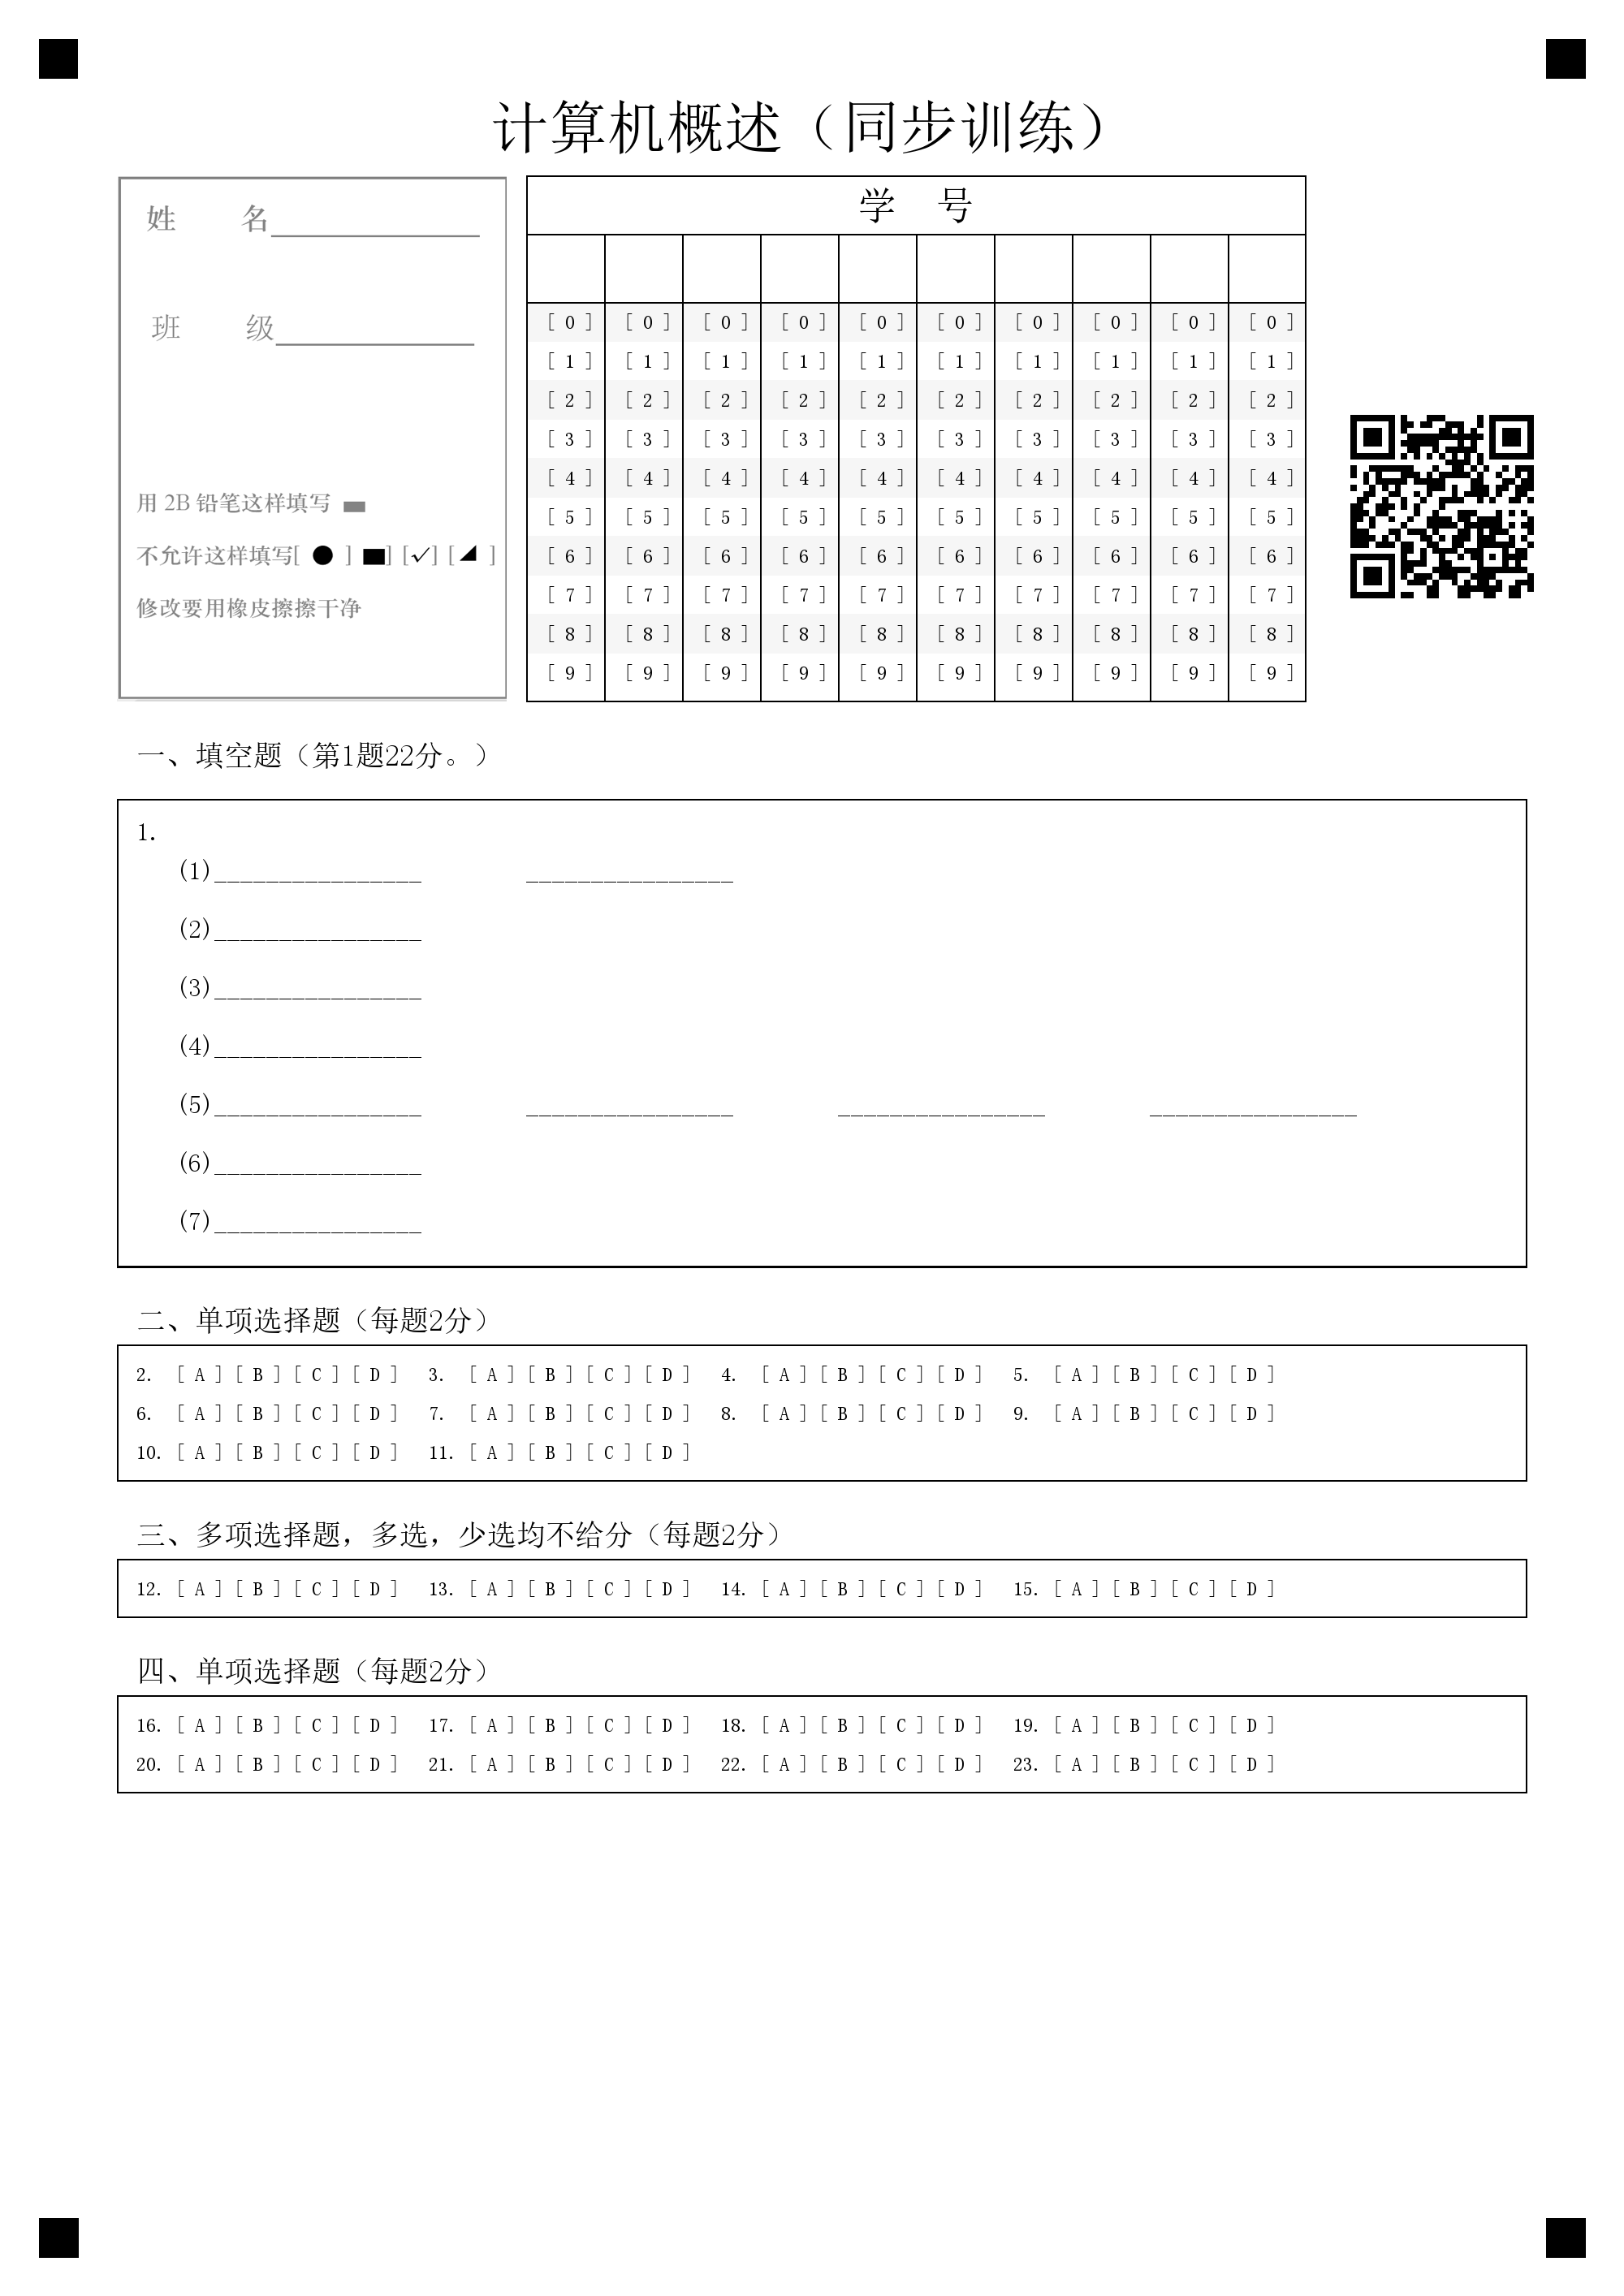 计算机概述（同步训练）
姓 名________________
班 级________________
用 2B 铅笔这样填写
不允许这样填写[ ● ] ■] [✓] [◢ ]
修改要用橡皮擦擦干净
学 号
[ 0 ] [ 0 ] [ 0 ] [ 0 ] [ 0 ] [ 0 ] [ 0 ] [ 0 ] [ 0 ] [ 0 ]
[ 1 ] [ 1 ] [ 1 ] [ 1 ] [ 1 ] [ 1 ] [ 1 ] [ 1 ] [ 1 ] [ 1 ]
[ 2 ] [ 2 ] [ 2 ] [ 2 ] [ 2 ] [ 2 ] [ 2 ] [ 2 ] [ 2 ] [ 2 ]
[ 3 ] [ 3 ] [ 3 ] [ 3 ] [ 3 ] [ 3 ] [ 3 ] [ 3 ] [ 3 ] [ 3 ]
[ 4 ] [ 4 ] [ 4 ] [ 4 ] [ 4 ] [ 4 ] [ 4 ] [ 4 ] [ 4 ] [ 4 ]
[ 5 ] [ 5 ] [ 5 ] [ 5 ] [ 5 ] [ 5 ] [ 5 ] [ 5 ] [ 5 ] [ 5 ]
[ 6 ] [ 6 ] [ 6 ] [ 6 ] [ 6 ] [ 6 ] [ 6 ] [ 6 ] [ 6 ] [ 6 ]
[ 7 ] [ 7 ] [ 7 ] [ 7 ] [ 7 ] [ 7 ] [ 7 ] [ 7 ] [ 7 ] [ 7 ]
[ 8 ] [ 8 ] [ 8 ] [ 8 ] [ 8 ] [ 8 ] [ 8 ] [ 8 ] [ 8 ] [ 8 ]
[ 9 ] [ 9 ] [ 9 ] [ 9 ] [ 9 ] [ 9 ] [ 9 ] [ 9 ] [ 9 ] [ 9 ]
一、填空题（第1题22分。）
1.
(1)________________ ________________
(2)________________
(3)________________
(4)________________
(5)________________ ________________ ________________ ________________
(6)________________
(7)________________
二、单项选择题（每题2分）
2. [ A ] [ B ] [ C ] [ D ] 3. [ A ] [ B ] [ C ] [ D ] 4. [ A ] [ B ] [ C ] [ D ] 5. [ A ] [ B ] [ C ] [ D ]
6. [ A ] [ B ] [ C ] [ D ] 7. [ A ] [ B ] [ C ] [ D ] 8. [ A ] [ B ] [ C ] [ D ] 9. [ A ] [ B ] [ C ] [ D ]
10. [ A ] [ B ] [ C ] [ D ] 11. [ A ] [ B ] [ C ] [ D ]
三、多项选择题，多选，少选均不给分（每题2分）
12. [ A ] [ B ] [ C ] [ D ] 13. [ A ] [ B ] [ C ] [ D ] 14. [ A ] [ B ] [ C ] [ D ] 15. [ A ] [ B ] [ C ] [ D ]
四、单项选择题（每题2分）
16. [ A ] [ B ] [ C ] [ D ] 17. [ A ] [ B ] [ C ] [ D ] 18. [ A ] [ B ] [ C ] [ D ] 19. [ A ] [ B ] [ C ] [ D ]
20. [ A ] [ B ] [ C ] [ D ] 21. [ A ] [ B ] [ C ] [ D ] 22. [ A ] [ B ] [ C ] [ D ] 23. [ A ] [ B ] [ C ] [ D ]